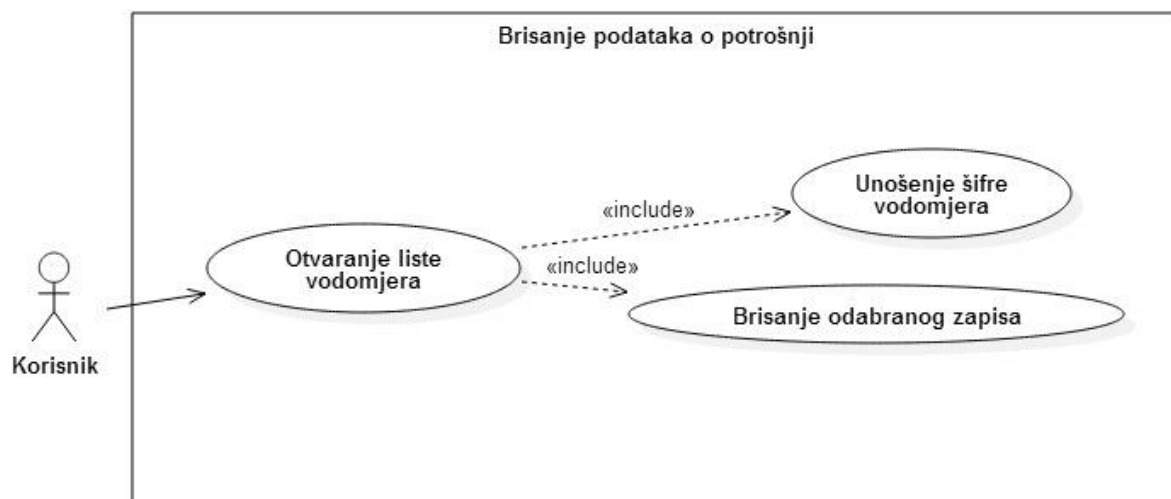 Brisanje podataka o potrošnji
Unošenje šifre
vodomjera
«include»
Otvaranje liste
vodomjera
«include»
Brisanje odabranog zapisa
Korisnik